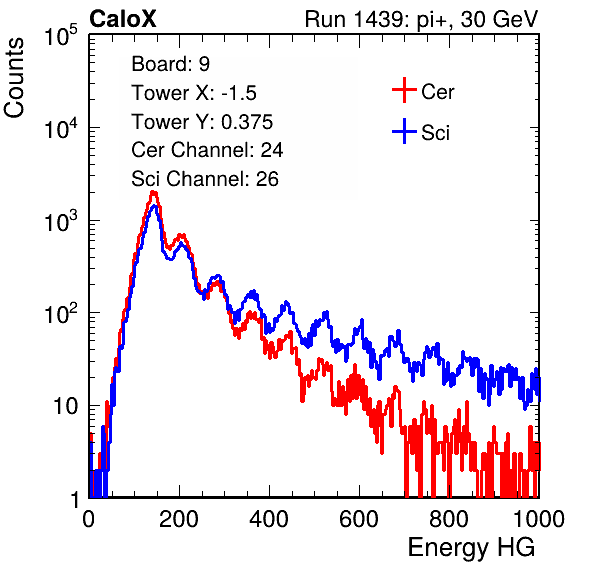 CaloX Run 1439: pi+, 30 GeV
Counts
Board: 9
Tower X: -1.5
Tower Y: 0.375
Cer Channel: 24
Sci Channel: 26
Cer
Sci
10^5
10^4
10^3
10^2
10
1
0 200 400 600 800 1000
Energy HG